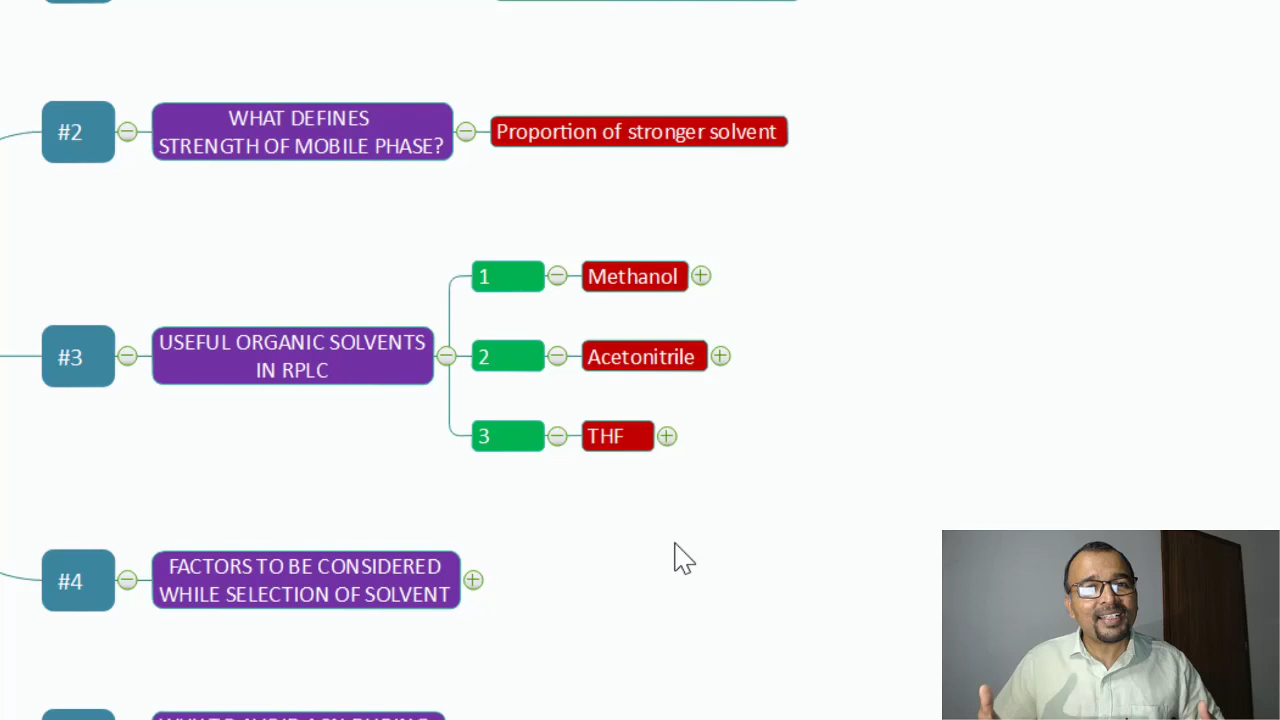 #2
WHAT DEFINES
STRENGTH OF MOBILE PHASE?
Proportion of stronger solvent
#3
USEFUL ORGANIC SOLVENTS
IN RPLC
1
Methanol
2
Acetonitrile
3
THF
#4
FACTORS TO BE CONSIDERED
WHILE SELECTION OF SOLVENT